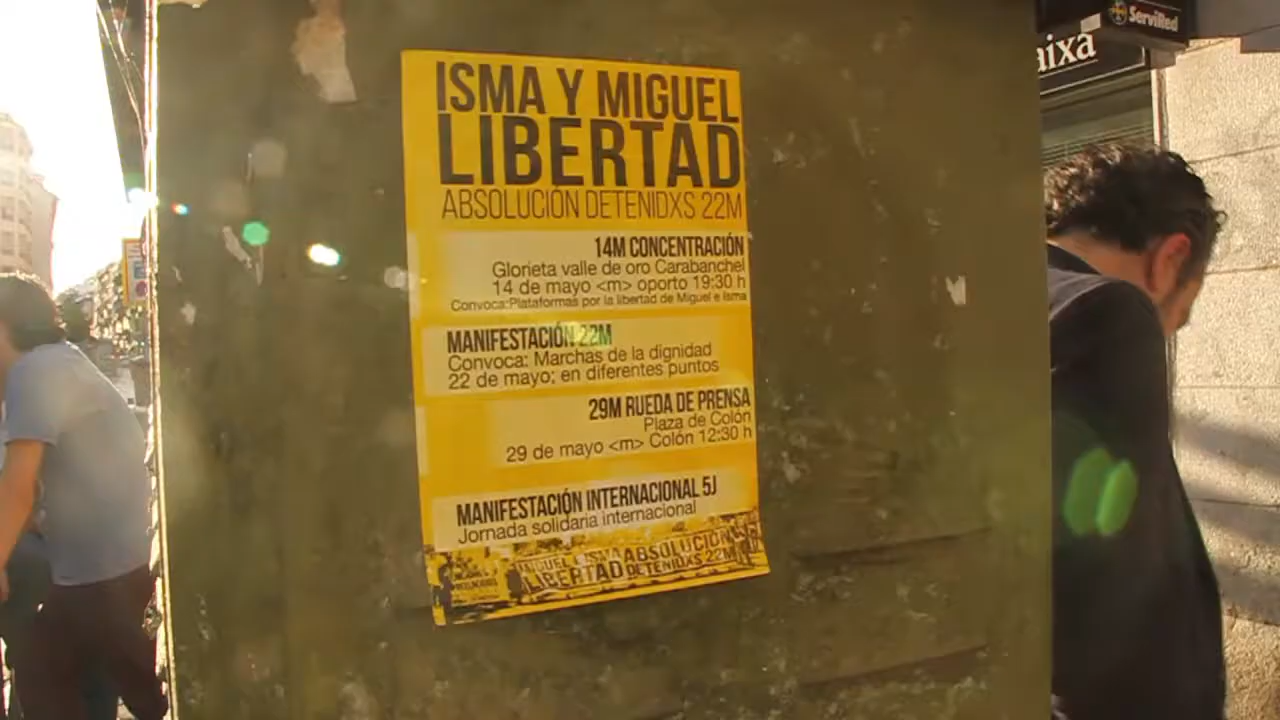 ISMA Y MIGUEL
LIBERTAD
ABSOLUCIÓN DETENIDXS 22M
14M CONCENTRACIÓN
Glorieta valle de oro Carabanchel
14 de mayo <m> oporto 19:30 h
Convoca:Plataformas por la libertad de Miguel e Isma
MANIFESTACIÓN 22M
Convoca: Marchas de la dignidad
22 de mayo; en diferentes puntos
29M RUEDA DE PRENSA
Plaza de Colón
29 de mayo <m> Colón 12:30 h
MANIFESTACIÓN INTERNACIONAL 5J
Jornada solidaria internacional
MIGUEL ISMA ABSOLUCIÓN
LIBERTAD DETENIDXS 22M
ServiRed
aixa